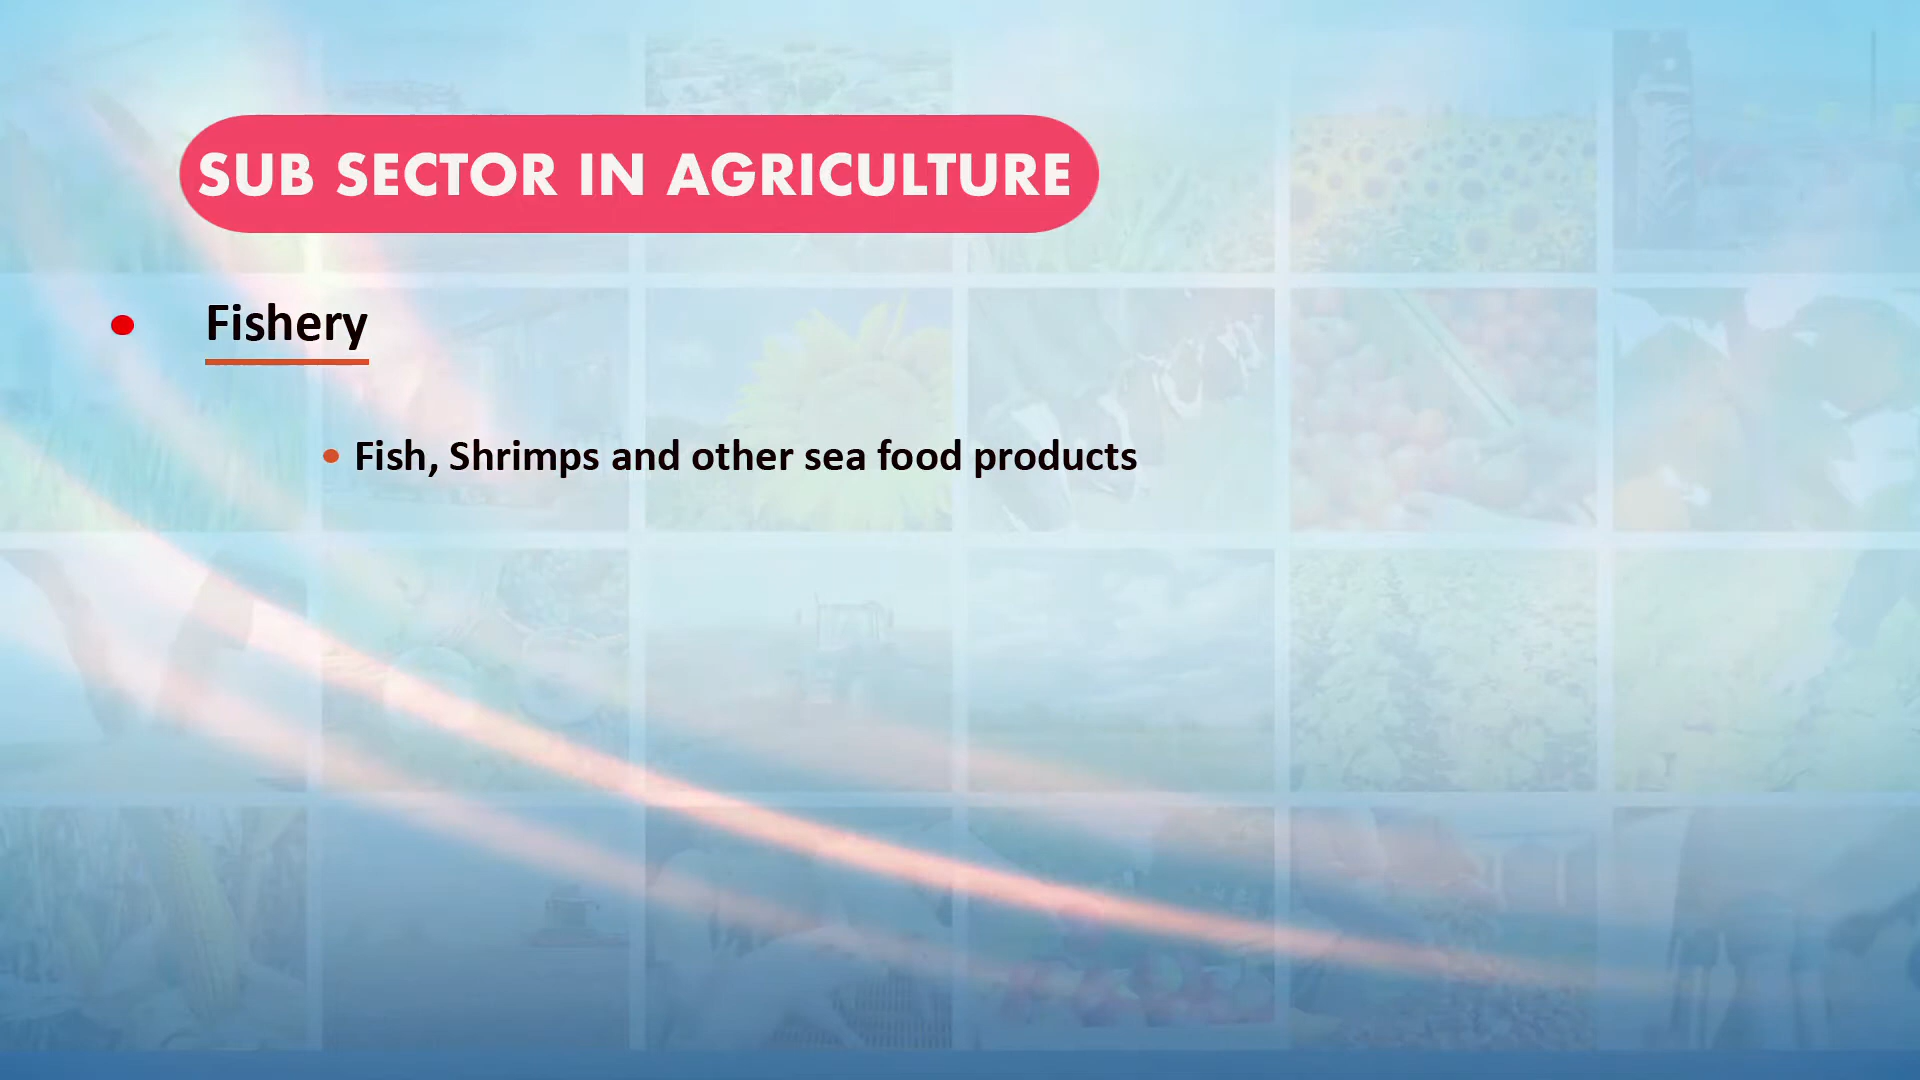 SUB SECTOR IN AGRICULTURE
• Fishery
• Fish, Shrimps and other sea food products